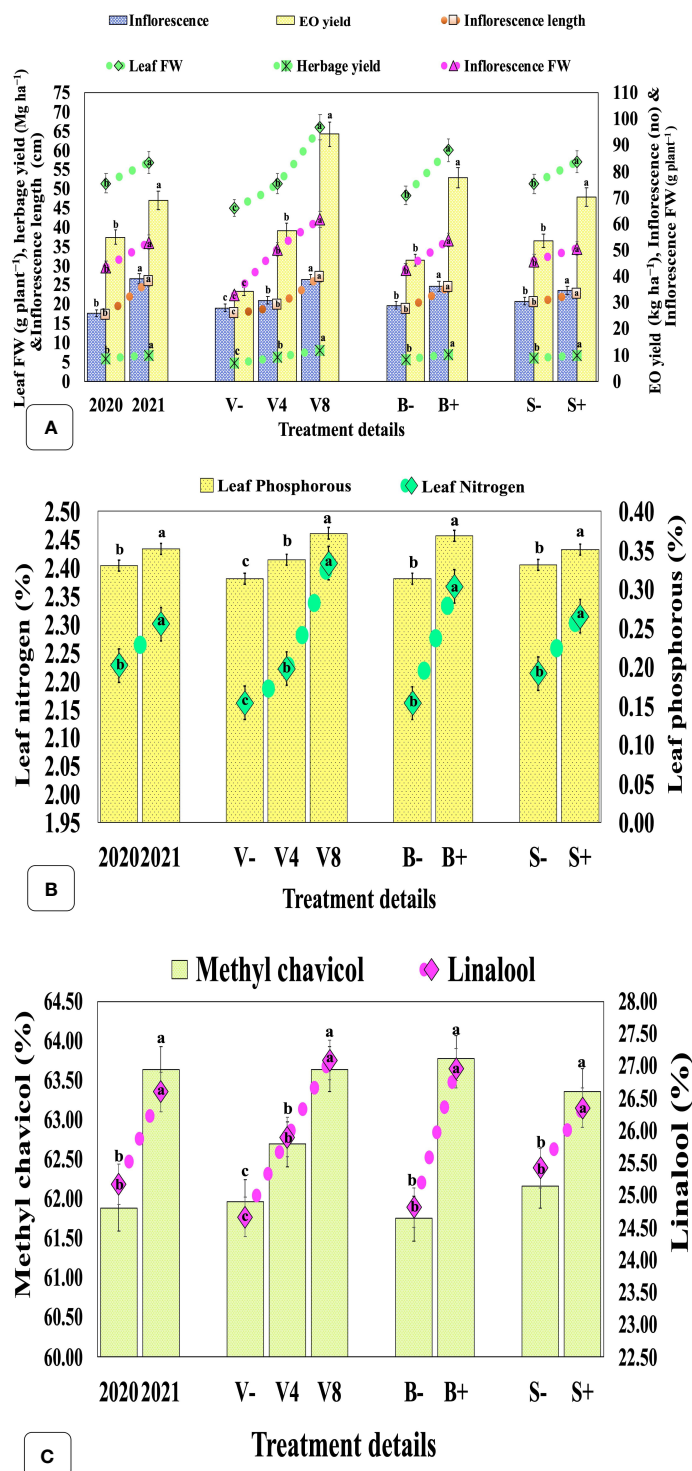 Inflorescence EO yield Inflorescence length
Leaf FW Herbage yield Inflorescence FW
Leaf FW (g plant⁻¹), herbage yield (Mg ha⁻¹)
&Inflorescence length (cm)
75
70
65
60
55
50
45
40
35
30
25
20
15
10
5
0
110
100
90
80
70
60
50
40
30
20
10
0
EO yield (kg ha⁻¹), Inflorescence (no) &
Inflorescence FW (g plant⁻¹)
2020 2021 V- V4 V8 B- B+ S- S+
Treatment details
A
Leaf Phosphorous Leaf Nitrogen
Leaf nitrogen (%)
2.50
2.45
2.40
2.35
2.30
2.25
2.20
2.15
2.10
2.05
2.00
1.95
b a c b a b a b a
b a c b a b a b a
0.40
0.35
0.30
0.25
0.20
0.15
0.10
0.05
0.00
Leaf phosphorous (%)
2020 2021 V- V4 V8 B- B+ S- S+
Treatment details
B
Methyl chavicol Linalool
Methyl chavicol (%)
64.50
64.00
63.50
63.00
62.50
62.00
61.50
61.00
60.50
60.00
b a c b a b a b a
b a c b a b a b a
28.00
27.50
27.00
26.50
26.00
25.50
25.00
24.50
24.00
23.50
23.00
22.50
Linalool (%)
2020 2021 V- V4 V8 B- B+ S- S+
Treatment details
C